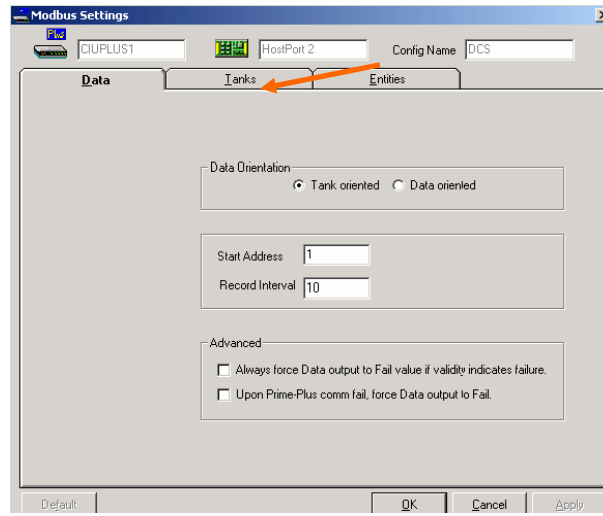 Modbus Settings
Plus
CIUPLUS1 HostPort 2 Config Name DCS
Data Tanks Entities
Data Orientation
Tank oriented Data oriented
Start Address 1
Record Interval 10
Advanced
Always force Data output to Fail value if validity indicates failure.
Upon Prime-Plus comm fail, force Data output to Fail.
Default OK Cancel Apply